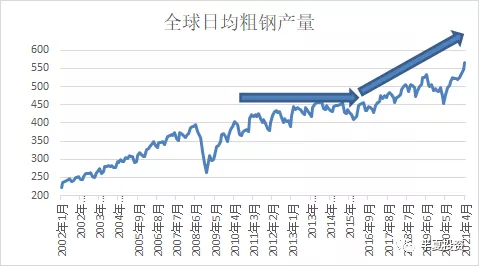 全球日均粗钢产量
600
550
500
450
400
350
300
250
200
2002年1月
2002年…
2003年…
2004年…
2005年9月
2006年8月
2007年7月
2008年6月
2009年5月
2010年4月
2011年3月
2012年2月
2013年1月
2013年…
2014年…
2015年…
2016年9月
2017年8月
2018年7月
2019年6月
2020年5月
2021年4月
半夏投资